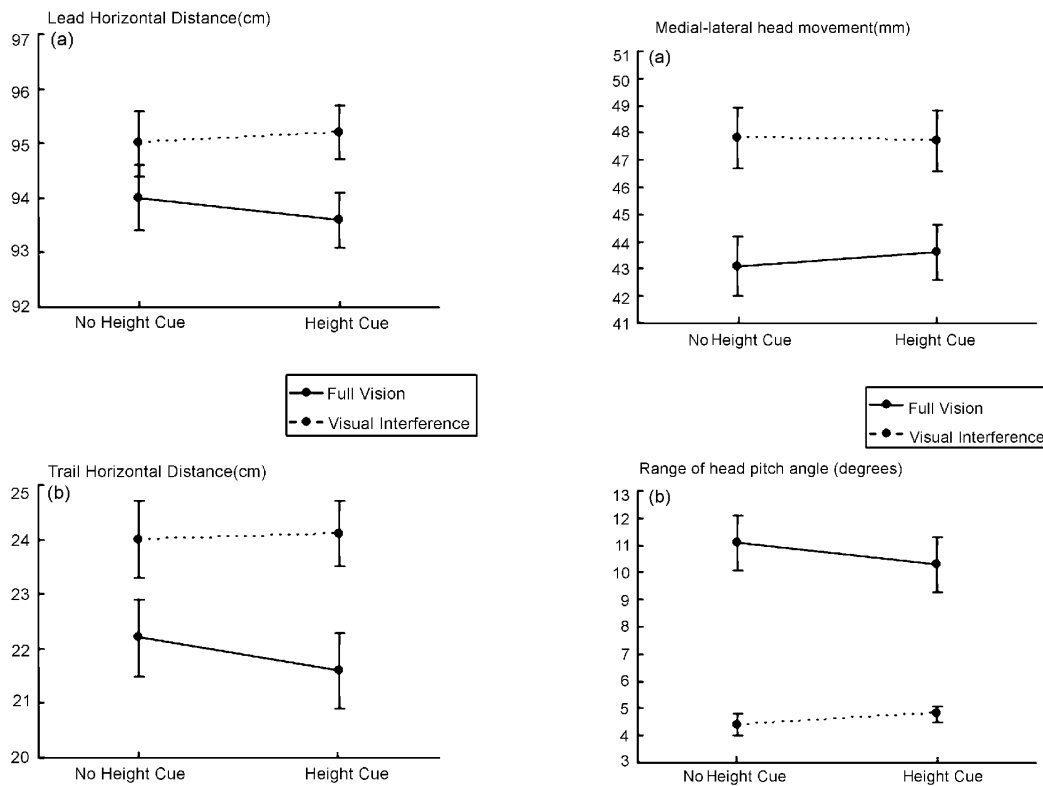 Lead Horizontal Distance(cm)
(a)
97
96
95
94
93
92
No Height Cue
Height Cue
Full Vision
Visual Interference
Trail Horizontal Distance(cm)
(b)
25
24
23
22
21
20
No Height Cue
Height Cue
Medial-lateral head movement(mm)
(a)
51
50
49
48
47
46
45
44
43
42
41
No Height Cue
Height Cue
Full Vision
Visual Interference
Range of head pitch angle (degrees)
(b)
13
12
11
10
9
8
7
6
5
4
3
No Height Cue
Height Cue